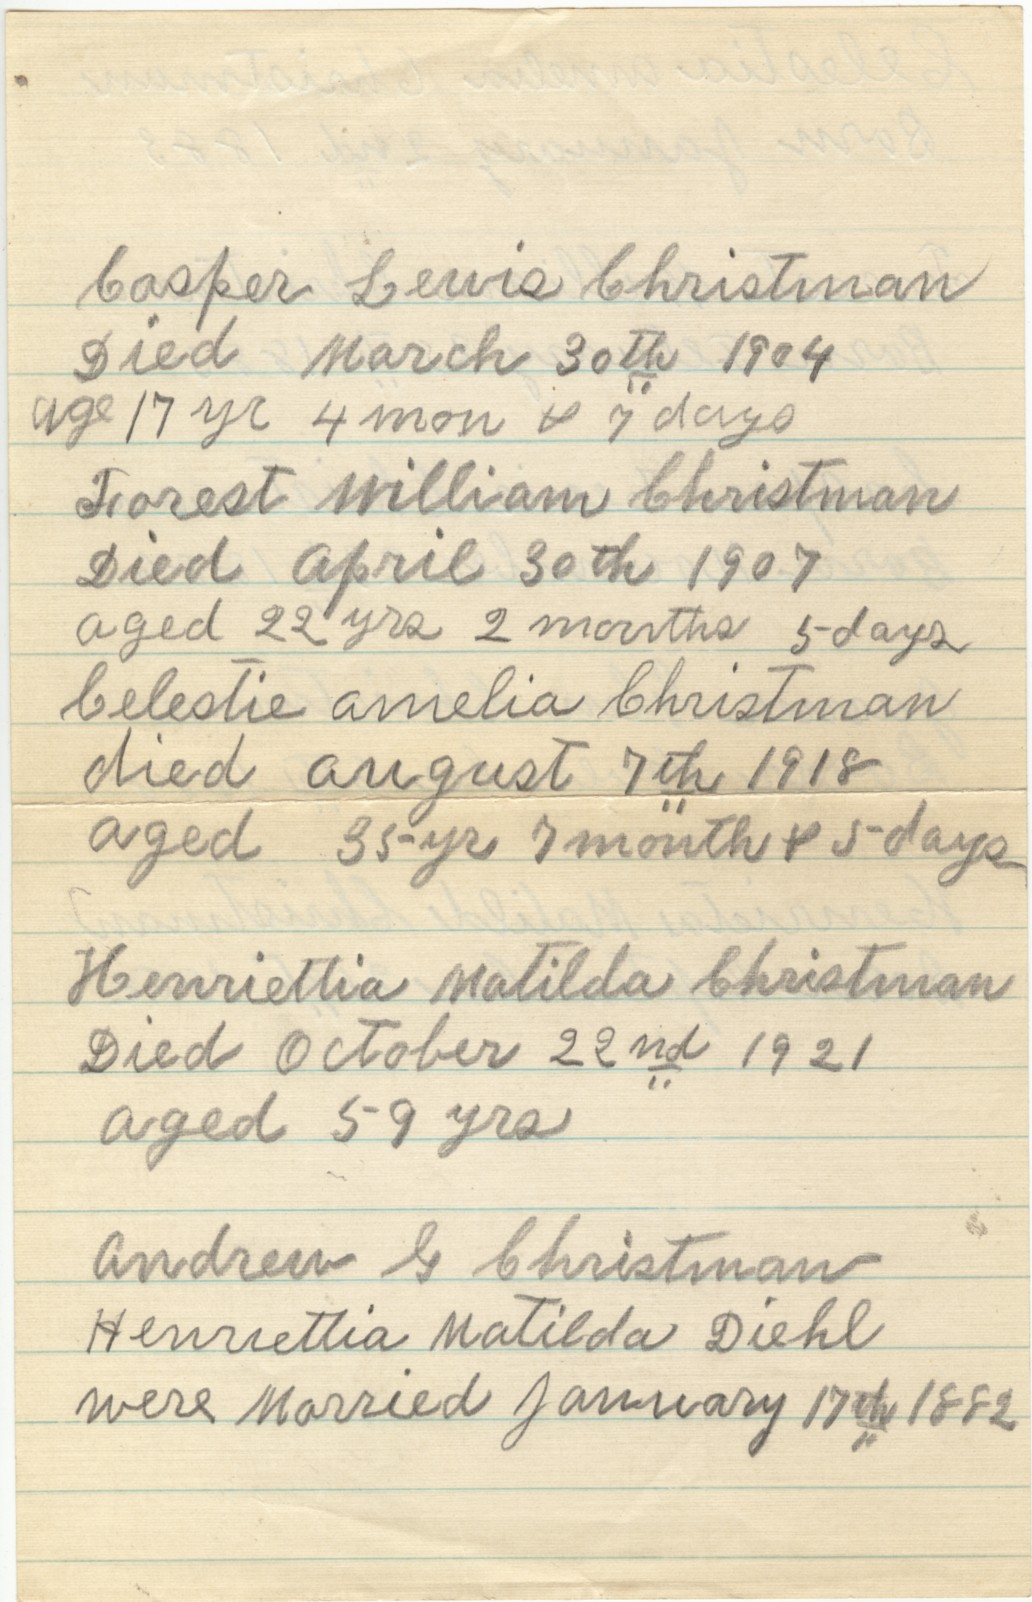 Casper Lewis Christman
Died March 30th 1904
age 17 yr 4 mon & 7 days
Forest William Christman
Died April 30th 1907
aged 22 yrs 2 months 5 days
Celestie amelia Christman
died august 7th 1918
aged 35 yr 7 month & 5 days
Henriettia Matilda Christman
Died October 22nd 1921
aged 59 yrs
Andrew G Christman
Henriettia Matilda Diehl
were Married January 17th 1882